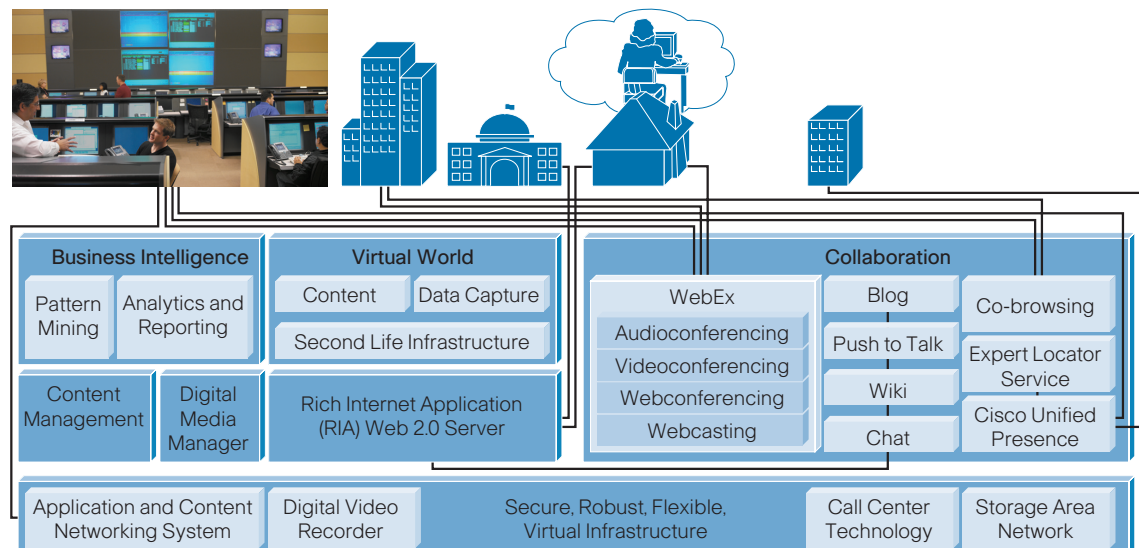 Business Intelligence
Pattern
Mining
Analytics and
Reporting
Virtual World
Content
Data Capture
Second Life Infrastructure
Collaboration
WebEx
Audioconferencing
Videoconferencing
Webconferencing
Webcasting
Blog
Push to Talk
Wiki
Chat
Co-browsing
Expert Locator
Service
Cisco Unified
Presence
Content
Management
Digital
Media
Manager
Rich Internet Application
(RIA) Web 2.0 Server
Application and Content
Networking System
Digital Video
Recorder
Secure, Robust, Flexible,
Virtual Infrastructure
Call Center
Technology
Storage Area
Network